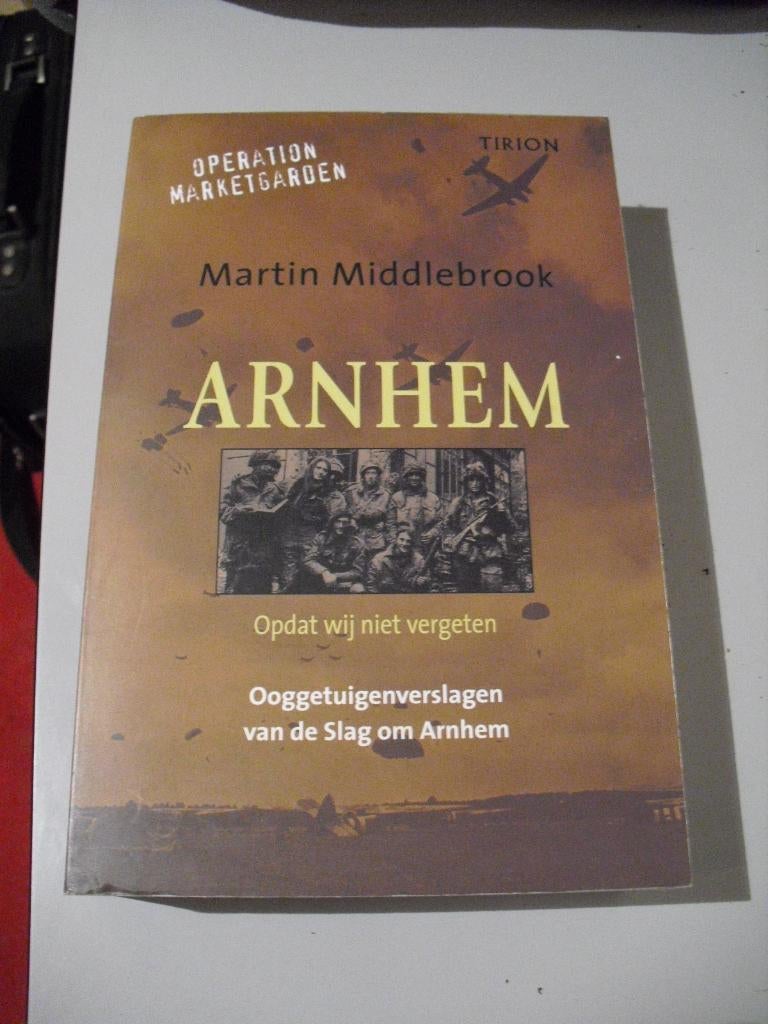 OPERATION
MARKETGARDEN
TIRION
Martin Middlebrook
ARNHEM
Opdat wij niet vergeten
Ooggetuigenverslagen
van de Slag om Arnhem